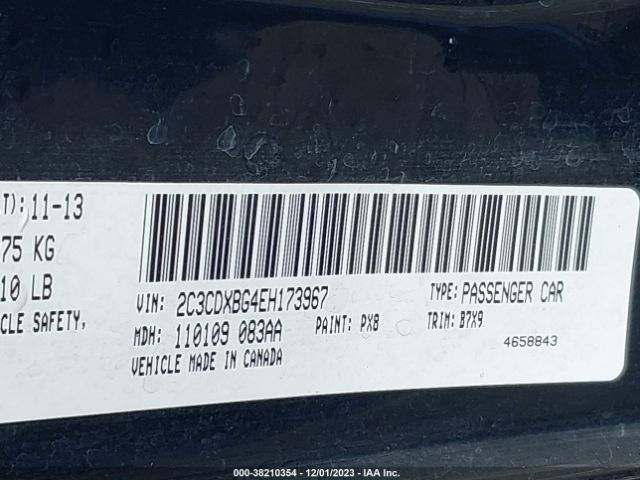 T): 11-13
75 KG
10 LB
CLE SAFETY,
VIN: 2C3CDXBG4EH173967
TYPE: PASSENGER CAR
MDH: 110109 083AA
PAINT: PX8
TRIM: B7X9
VEHICLE MADE IN CANADA
4658843
000-38210354 • 12/01/2023 • IAA Inc.